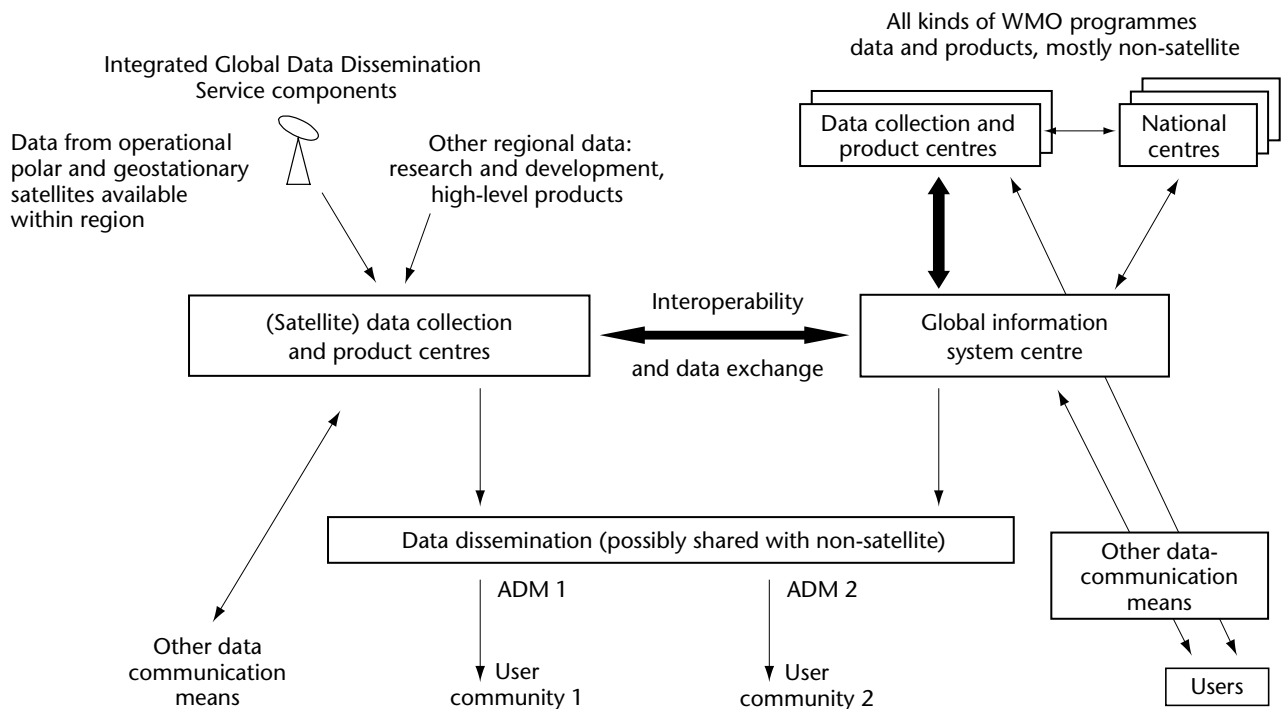 All kinds of WMO programmes
data and products, mostly non-satellite
Integrated Global Data Dissemination
Service components
Data from operational
polar and geostationary
satellites available
within region
Other regional data:
research and development,
high-level products
Data collection and
product centres
National
centres
(Satellite) data collection
and product centres
Interoperability
and data exchange
Global information
system centre
Data dissemination (possibly shared with non-satellite)
Other data-
communication
means
ADM 1
ADM 2
Other data
communication
means
User
community 1
User
community 2
Users